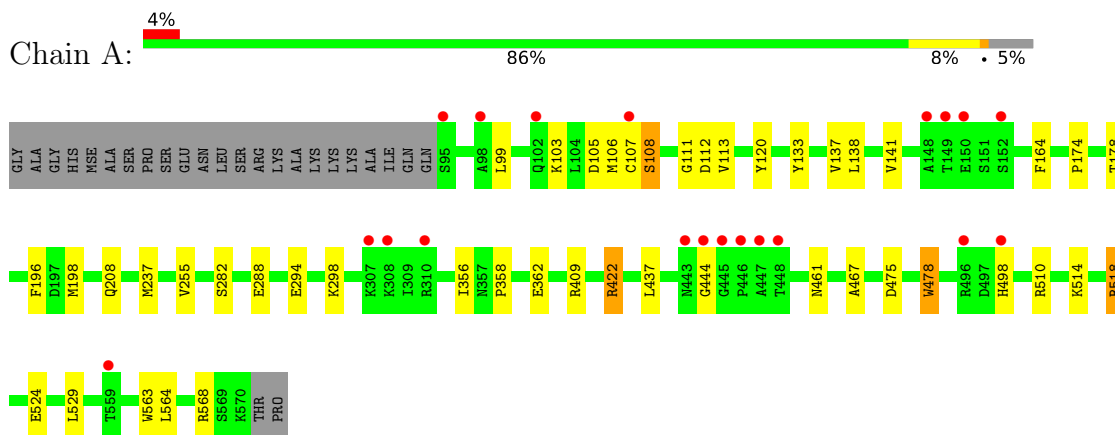 4%
Chain A:
86% 8% • 5%
GLY ALA GLY HIS MSE ALA SER PRO SER GLU ASN LEU SER ARG LYS ALA LYS LYS LYS ALA ILE GLN GLN S95 A98 L99 Q102 K103 L104 D105 M106 C107 S108 G111 D112 V113 Y120 Y133 V137 L138 V141 A148 T149 E150 S151 S152 F164 P174 T178
F196 D197 M198 Q208 M237 V255 S282 E288 E294 K298 K307 K308 I309 R310 I356 N357 P358 E362 R409 R422 L437 N443 G444 G445 P446 A447 T448 N461 A467 D475 W478 R496 D497 H498 R510 K514
E524 L529 T559 W563 L564 R568 S569 K570 THR PRO